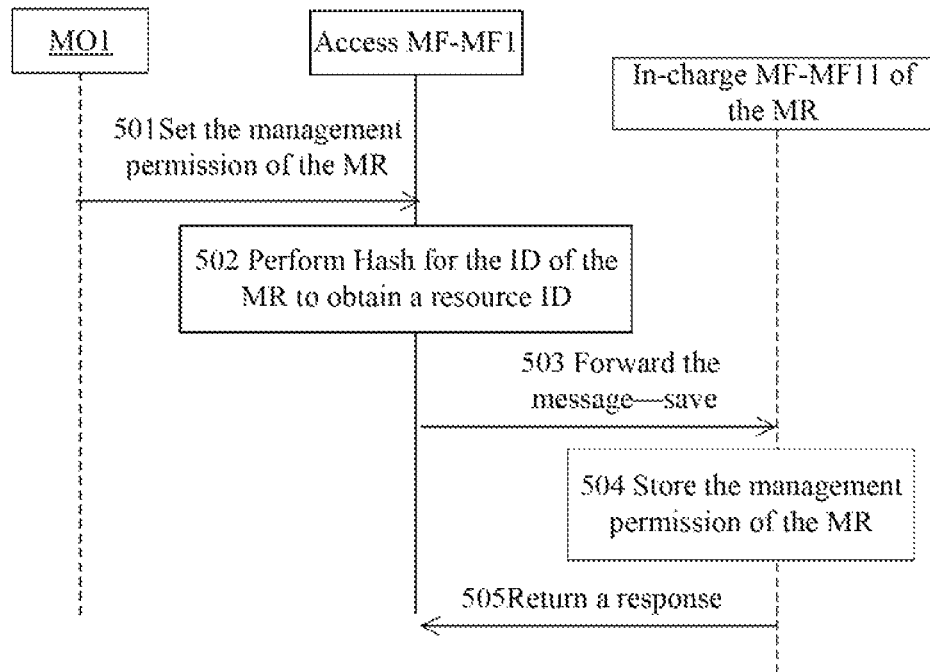 MO1
Access MF-MF1
In-charge MF-MF11 of
the MR
501Set the management
permission of the MR
502 Perform Hash for the ID of the
MR to obtain a resource ID
503 Forward the
message—save
504 Store the management
permission of the MR
505Return a response